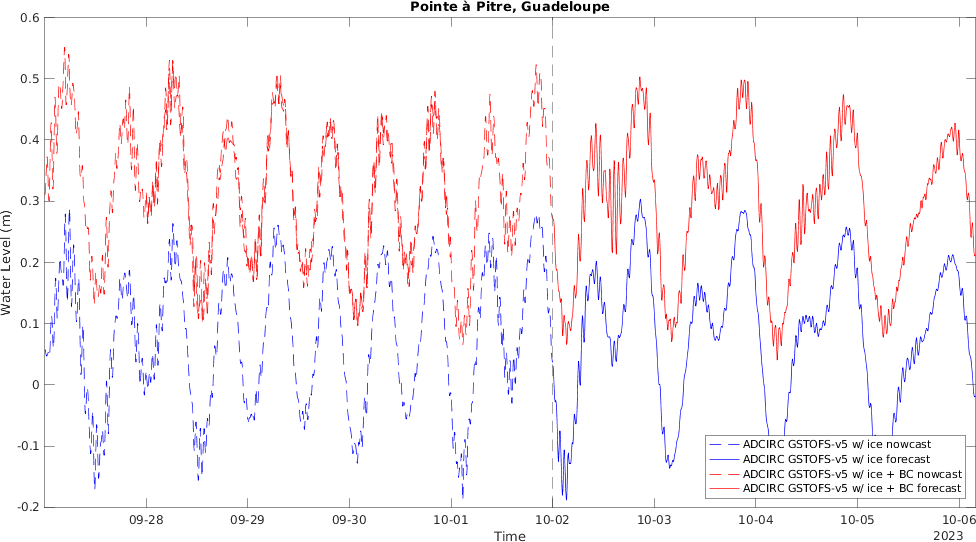 Pointe à Pitre, Guadeloupe
Water Level (m)
0.6
0.5
0.4
0.3
0.2
0.1
0
-0.1
-0.2
ADCIRC GSTOFS-v5 w/ ice nowcast
ADCIRC GSTOFS-v5 w/ ice forecast
ADCIRC GSTOFS-v5 w/ ice + BC nowcast
ADCIRC GSTOFS-v5 w/ ice + BC forecast
09-28 09-29 09-30 10-01 10-02 10-03 10-04 10-05 10-06
Time
2023